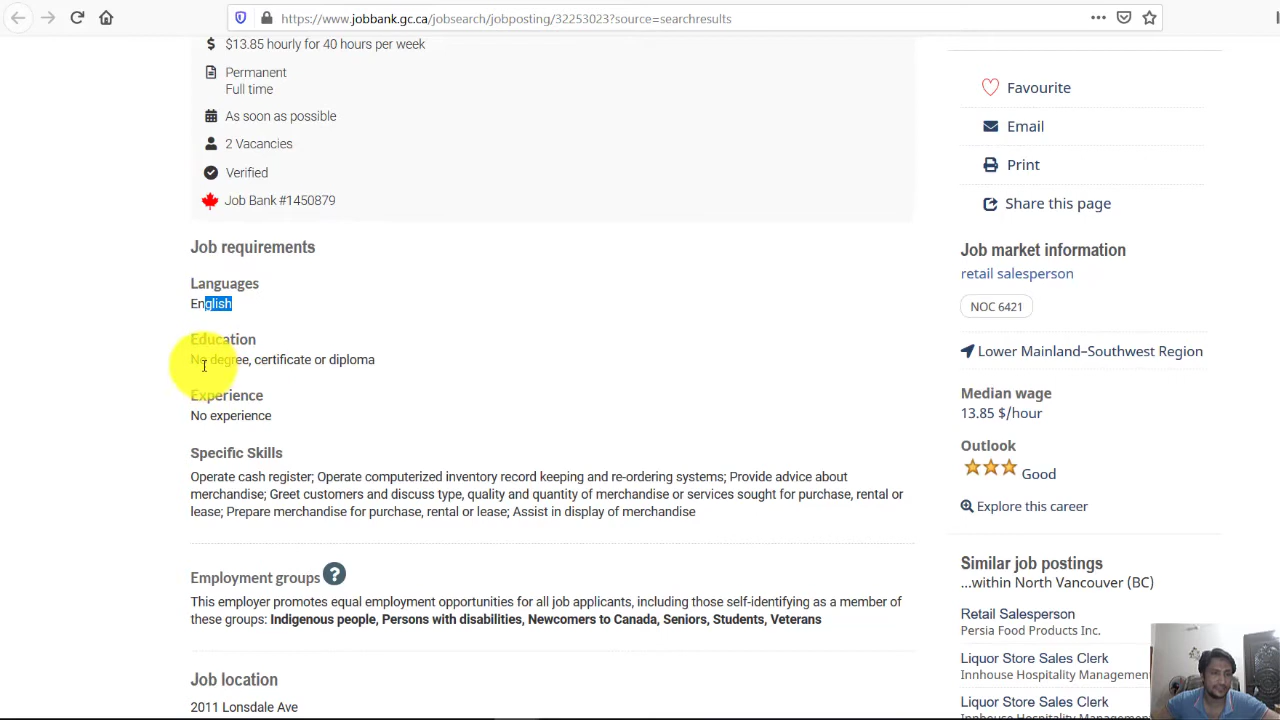 https://www.jobbank.gc.ca/jobsearch/jobposting/32253023?source=searchresults
$13.85 hourly for 40 hours per week
Permanent
Full time
As soon as possible
2 Vacancies
Verified
Job Bank #1450879
Job requirements
Languages
English
Education
No degree, certificate or diploma
Experience
No experience
Specific Skills
Operate cash register; Operate computerized inventory record keeping and re-ordering systems; Provide advice about
merchandise; Greet customers and discuss type, quality and quantity of merchandise or services sought for purchase, rental or
lease; Prepare merchandise for purchase, rental or lease; Assist in display of merchandise
Employment groups ?
This employer promotes equal employment opportunities for all job applicants, including those self-identifying as a member of
these groups: Indigenous people, Persons with disabilities, Newcomers to Canada, Seniors, Students, Veterans
Job location
2011 Lonsdale Ave
Favourite
Email
Print
Share this page
Job market information
retail salesperson
NOC 6421
Lower Mainland–Southwest Region
Median wage
13.85 $/hour
Outlook
Good
Explore this career
Similar job postings
...within North Vancouver (BC)
Retail Salesperson
Persia Food Products Inc.
Liquor Store Sales Clerk
Innhouse Hospitality Management
Liquor Store Sales Clerk
Innhouse Hospitality Management